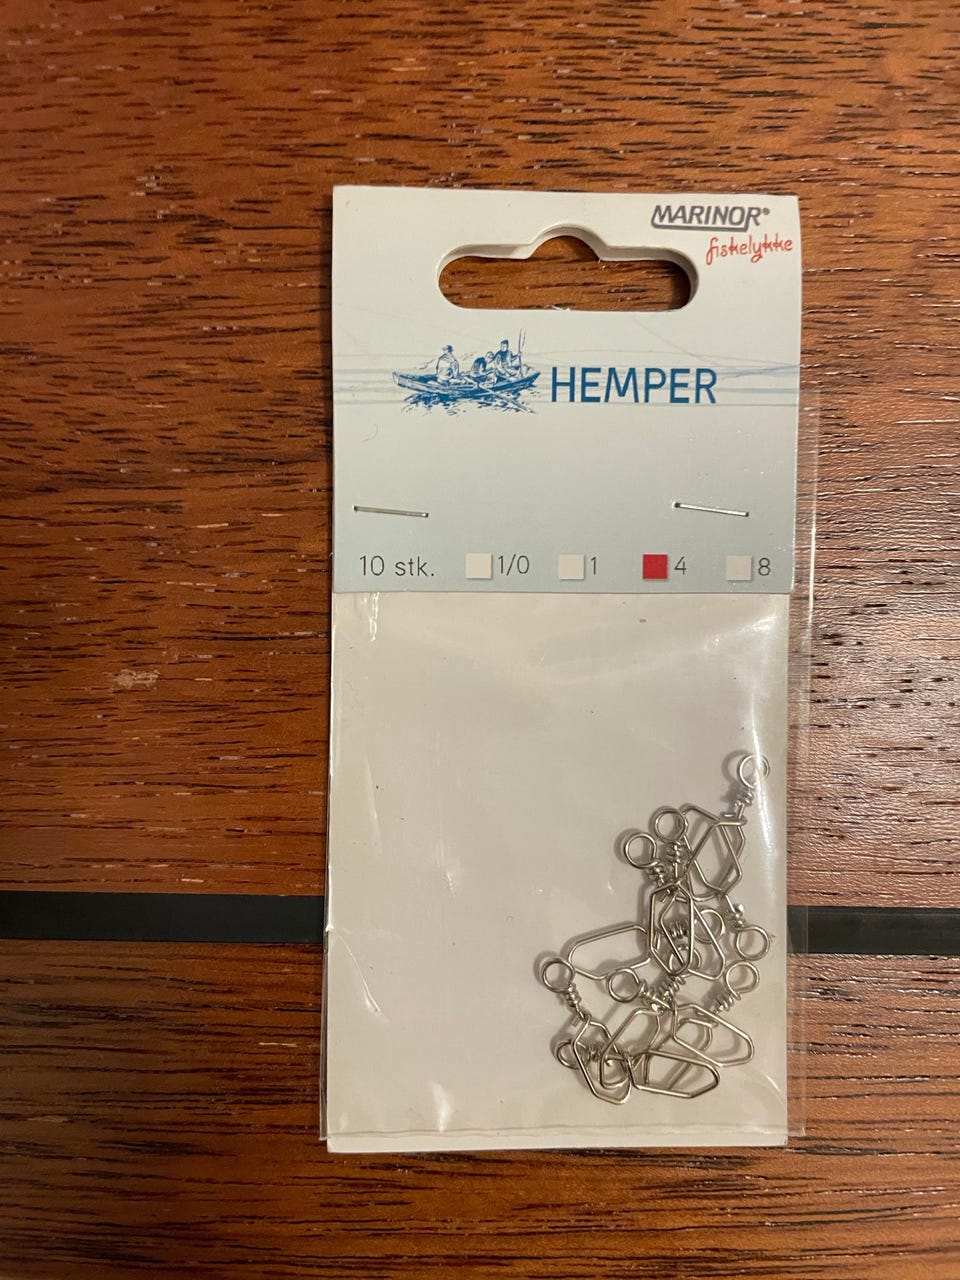 MARINOR®
fiskelykke
HEMPER
10 stk. 1/0 1 4 8